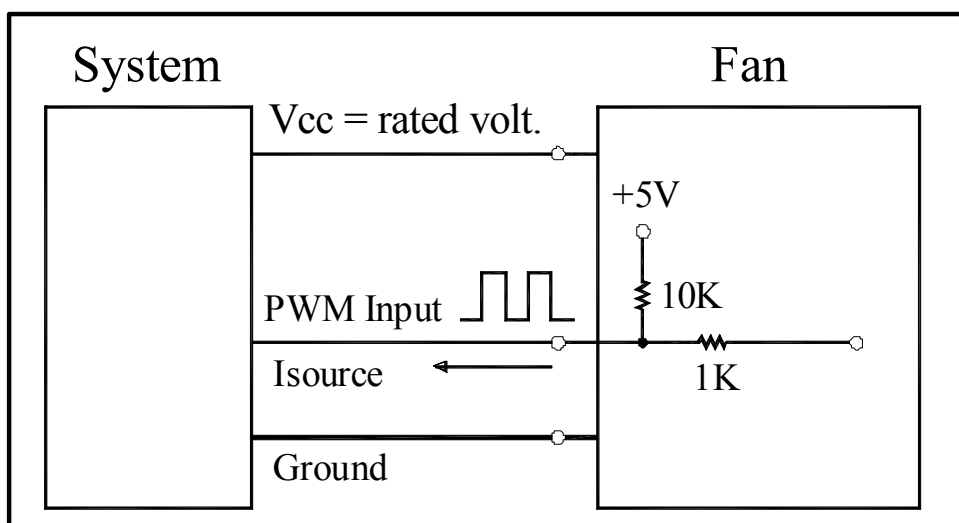 System
Fan
Vcc = rated volt.
+5V
10K
PWM Input
1K
Isource
Ground